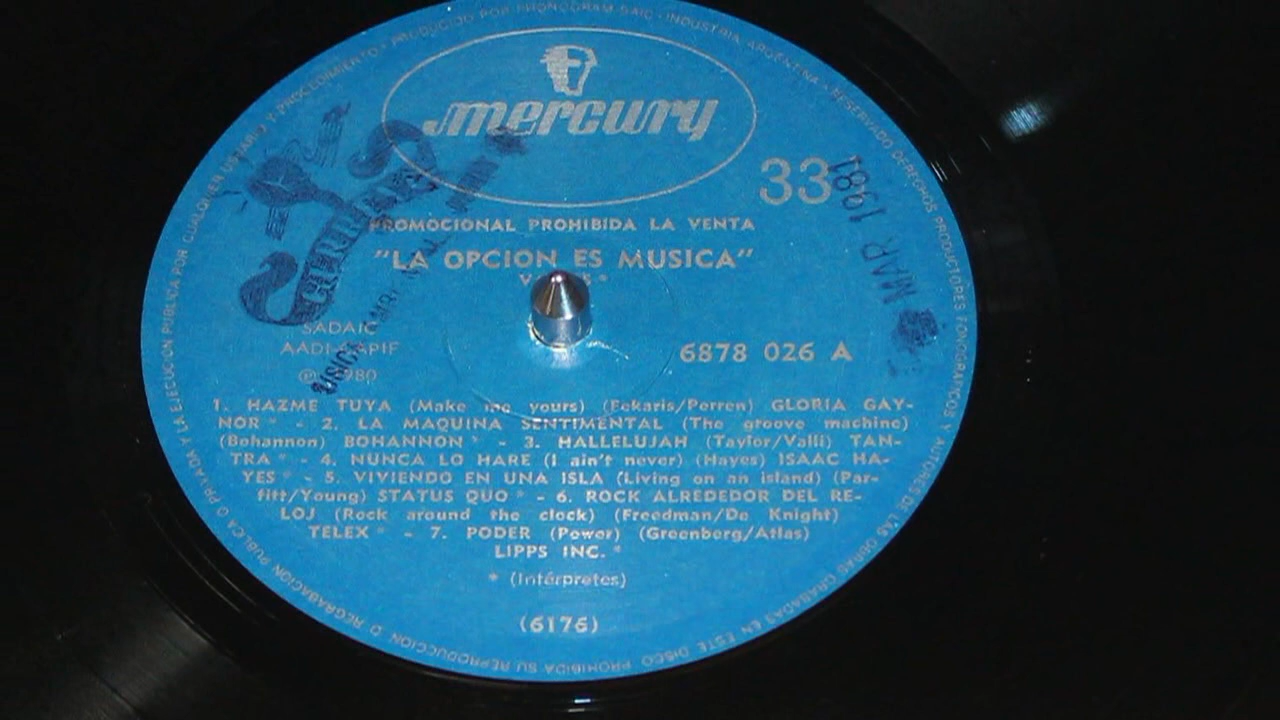 PRODUCIDO POR PHONOGRAM SAIC · INDUSTRIA ARGENTINA · RESERVADO DERECHOS PRODUCTORES FONOGRAFICOS Y AUTORES DE LAS OBRAS GRABADAS EN ESTE DISCO PROHIBIDA SU REPRODUCCION O REGRABACION PUBLICA O PRIVADA Y LA EJECUCION PUBLICA POR CUALQUIER USUARIO Y PROCEDIMIENTO
mercury
33
MAR 1981
PROMOCIONAL PROHIBIDA LA VENTA
"LA OPCION ES MUSICA"
SADAIC
6878 026 A
1. HAZME TUYA (Make me yours) (Fekaris/Perren) GLORIA GAY-
NOR* - 2. LA MAQUINA SENTIMENTAL (The groove machine)
(Bohannon) BOHANNON* - 3. HALLELUJAH (Taylor/Valli) TAN-
TRA* - 4. NUNCA LO HARE (I ain't never) (Hayes) ISAAC HA-
YES* - 5. VIVIENDO EN UNA ISLA (Living on an island) (Par-
fitt/Young) STATUS QUO* - 6. ROCK ALREDEDOR DEL RE-
LOJ (Rock around the clock) (Freedman/De Knight)
TELEX* - 7. PODER (Power) (Greenberg/Atlas)
LIPPS INC.*
* (Intérpretes)
(6176)